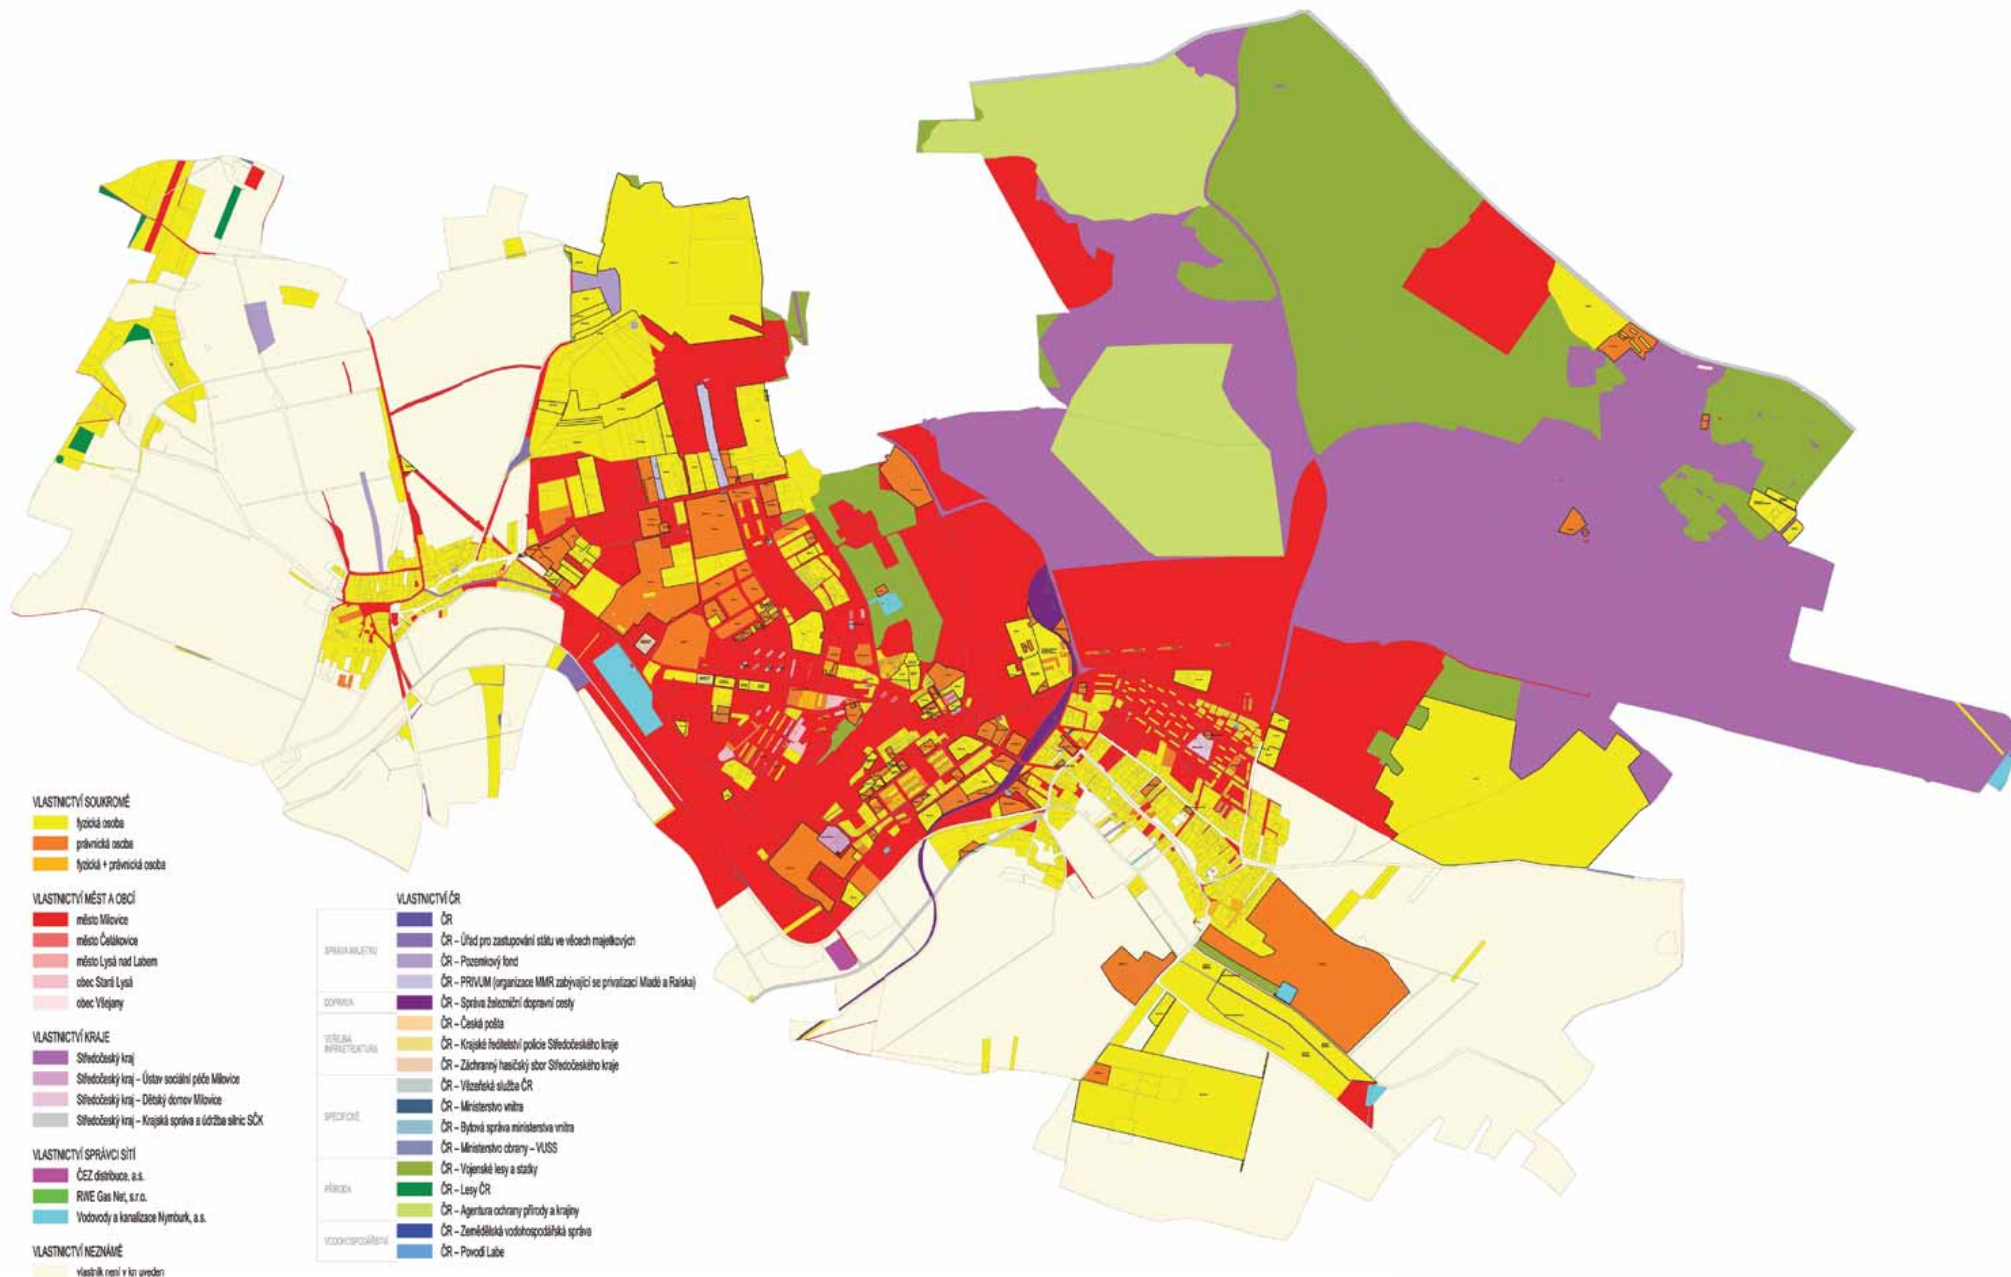 VLASTNICTVÍ SOUKROMÉ
fyzická osoba
právnická osoba
fyzická + právnická osoba
VLASTNICTVÍ MĚST A OBCÍ
město Milovice
město Čelákovice
město Lysá nad Labem
obec Stará Lysá
obec Všejany
VLASTNICTVÍ KRAJE
Středočeský kraj
Středočeský kraj – Ústav sociální péče Milovice
Středočeský kraj – Dětský domov Milovice
Středočeský kraj – Krajská správa a údržba silnic SČK
VLASTNICTVÍ SPRÁVCI SÍTÍ
ČEZ distribuce, a.s.
RWE Gas Net, s.r.o.
Vodovody a kanalizace Nymburk, a.s.
VLASTNICTVÍ NEZNÁMÉ
vlastník není v kn uveden
VLASTNICTVÍ ČR
SPRÁVA MAJETKU
ČR
ČR – Úřad pro zastupování státu ve věcech majetkových
ČR – Pozemkový fond
ČR – PRIVUM (organizace MMR zabývající se privatizací Mladé a Ralska)
DOPRAVA
ČR – Správa železniční dopravní cesty
VEŘEJNÁ INFRASTRUKTURA
ČR – Česká pošta
ČR – Krajské ředitelství policie Středočeského kraje
ČR – Záchranný hasičský sbor Středočeského kraje
SPECIFICKÉ
ČR – Vězeňská služba ČR
ČR – Ministerstvo vnitra
ČR – Bytová správa ministerstva vnitra
ČR – Ministerstvo obrany – VUSS
PŘÍRODA
ČR – Vojenské lesy a statky
ČR – Lesy ČR
ČR – Agentura ochrany přírody a krajiny
VODOHOSPODÁŘSTVÍ
ČR – Zemědělská vodohospodářská správa
ČR – Povodí Labe